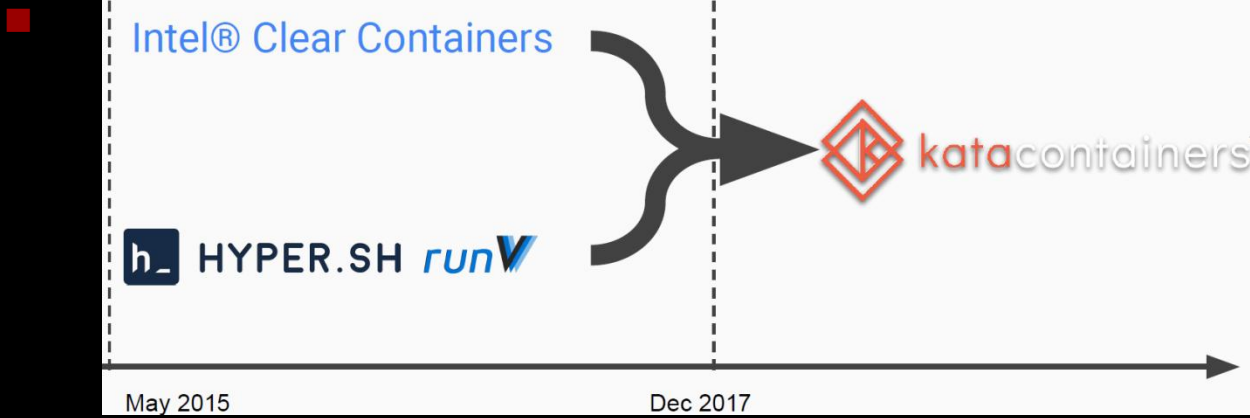 Intel® Clear Containers
katacontainers
h_ HYPER.SH runV
May 2015
Dec 2017